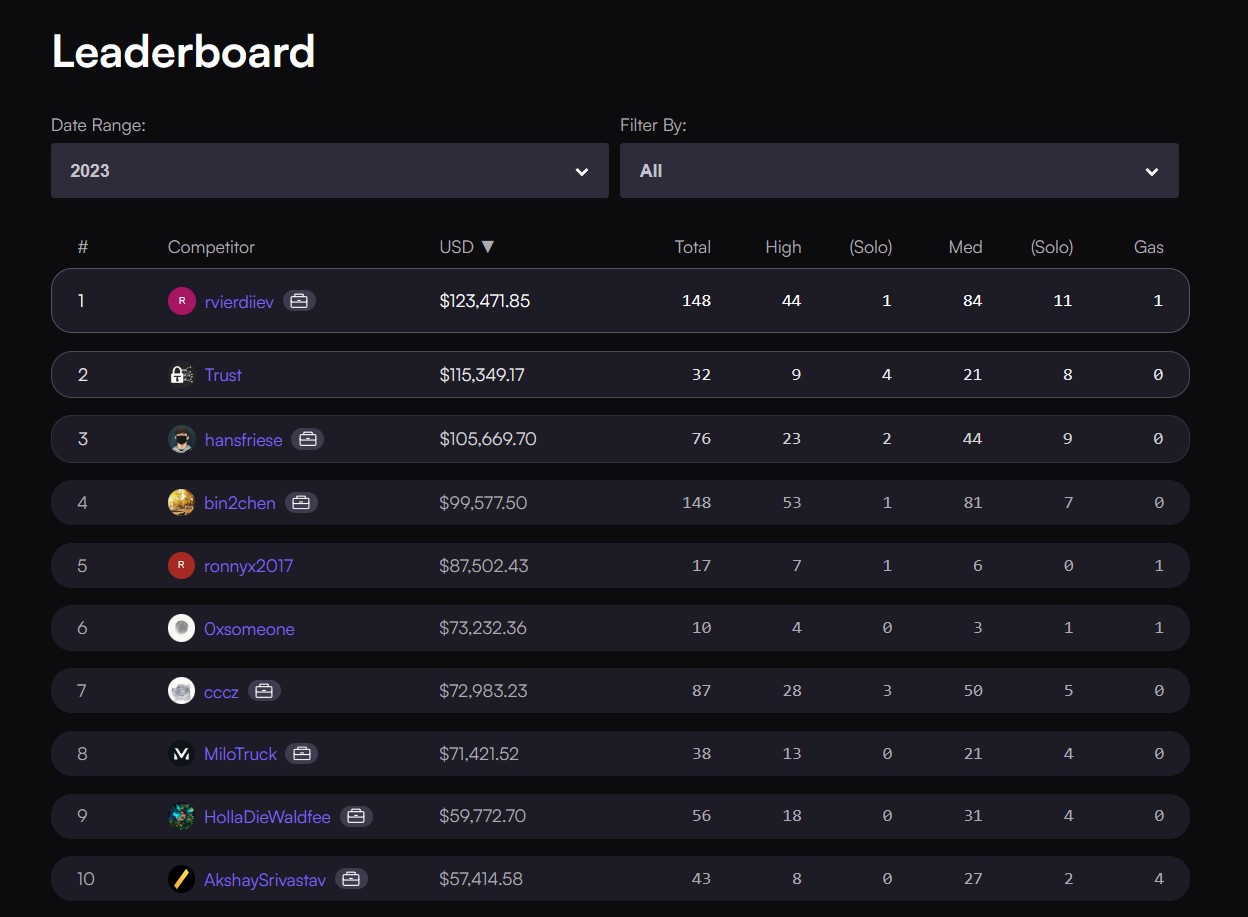 Leaderboard
Date Range: Filter By:
2023 All
# Competitor USD ▼ Total High (Solo) Med (Solo) Gas
1 R rvierdiiev $123,471.85 148 44 1 84 11 1
2 T Trust $115,349.17 32 9 4 21 8 0
3 hansfriese $105,669.70 76 23 2 44 9 0
4 bin2chen $99,577.50 148 53 1 81 7 0
5 R ronnyx2017 $87,502.43 17 7 1 6 0 1
6 0xsomeone $73,232.36 10 4 0 3 1 1
7 cccz $72,983.23 87 28 3 50 5 0
8 MiloTruck $71,421.52 38 13 0 21 4 0
9 HollaDieWaldfee $59,772.70 56 18 0 31 4 0
10 AkshaySrivastav $57,414.58 43 8 0 27 2 4